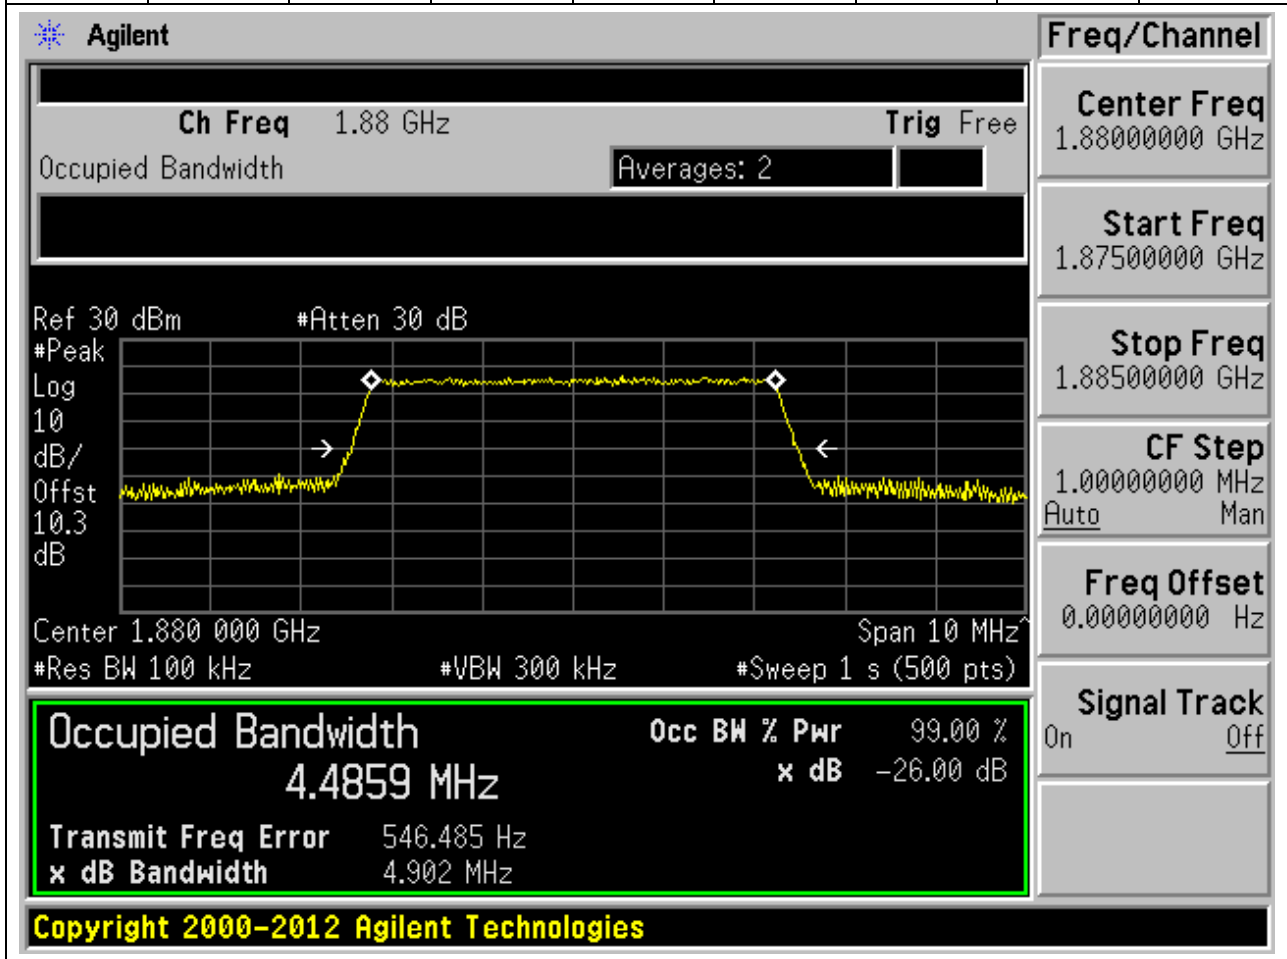 Agilent
Freq/Channel
Ch Freq 1.88 GHz Trig Free
Occupied Bandwidth Averages: 2
Center Freq
1.88000000 GHz
Start Freq
1.87500000 GHz
Stop Freq
1.88500000 GHz
CF Step
1.00000000 MHz
Auto Man
Freq Offset
0.00000000 Hz
Signal Track
On Off
Ref 30 dBm #Atten 30 dB
#Peak
Log
10
dB/
Offst
10.3
dB
Center 1.880 000 GHz Span 10 MHz^
#Res BW 100 kHz #VBW 300 kHz #Sweep 1 s (500 pts)
Occupied Bandwidth Occ BW % Pwr 99.00 %
4.4859 MHz x dB -26.00 dB
Transmit Freq Error 546.485 Hz
x dB Bandwidth 4.902 MHz
Copyright 2000-2012 Agilent Technologies